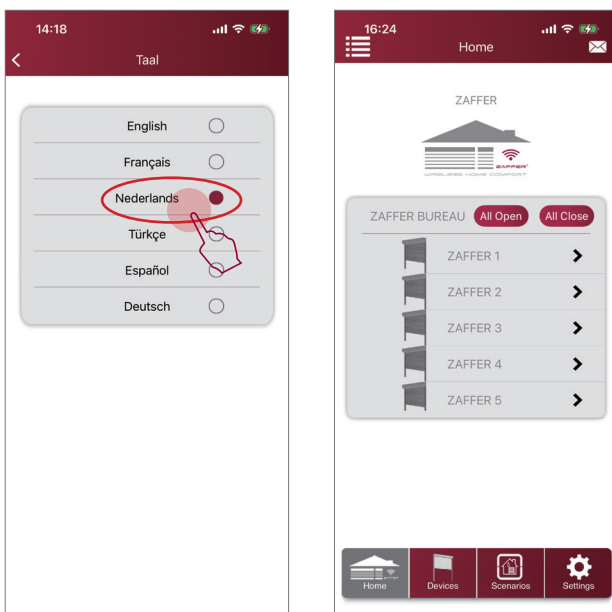 14:18
Taal
English
Français
Nederlands
Türkçe
Español
Deutsch
16:24
Home
ZAFFER
ZAFFER
WIRELESS HOME COMFORT
ZAFFER BUREAU All Open All Close
ZAFFER 1
ZAFFER 2
ZAFFER 3
ZAFFER 4
ZAFFER 5
Home Devices Scenarios Settings